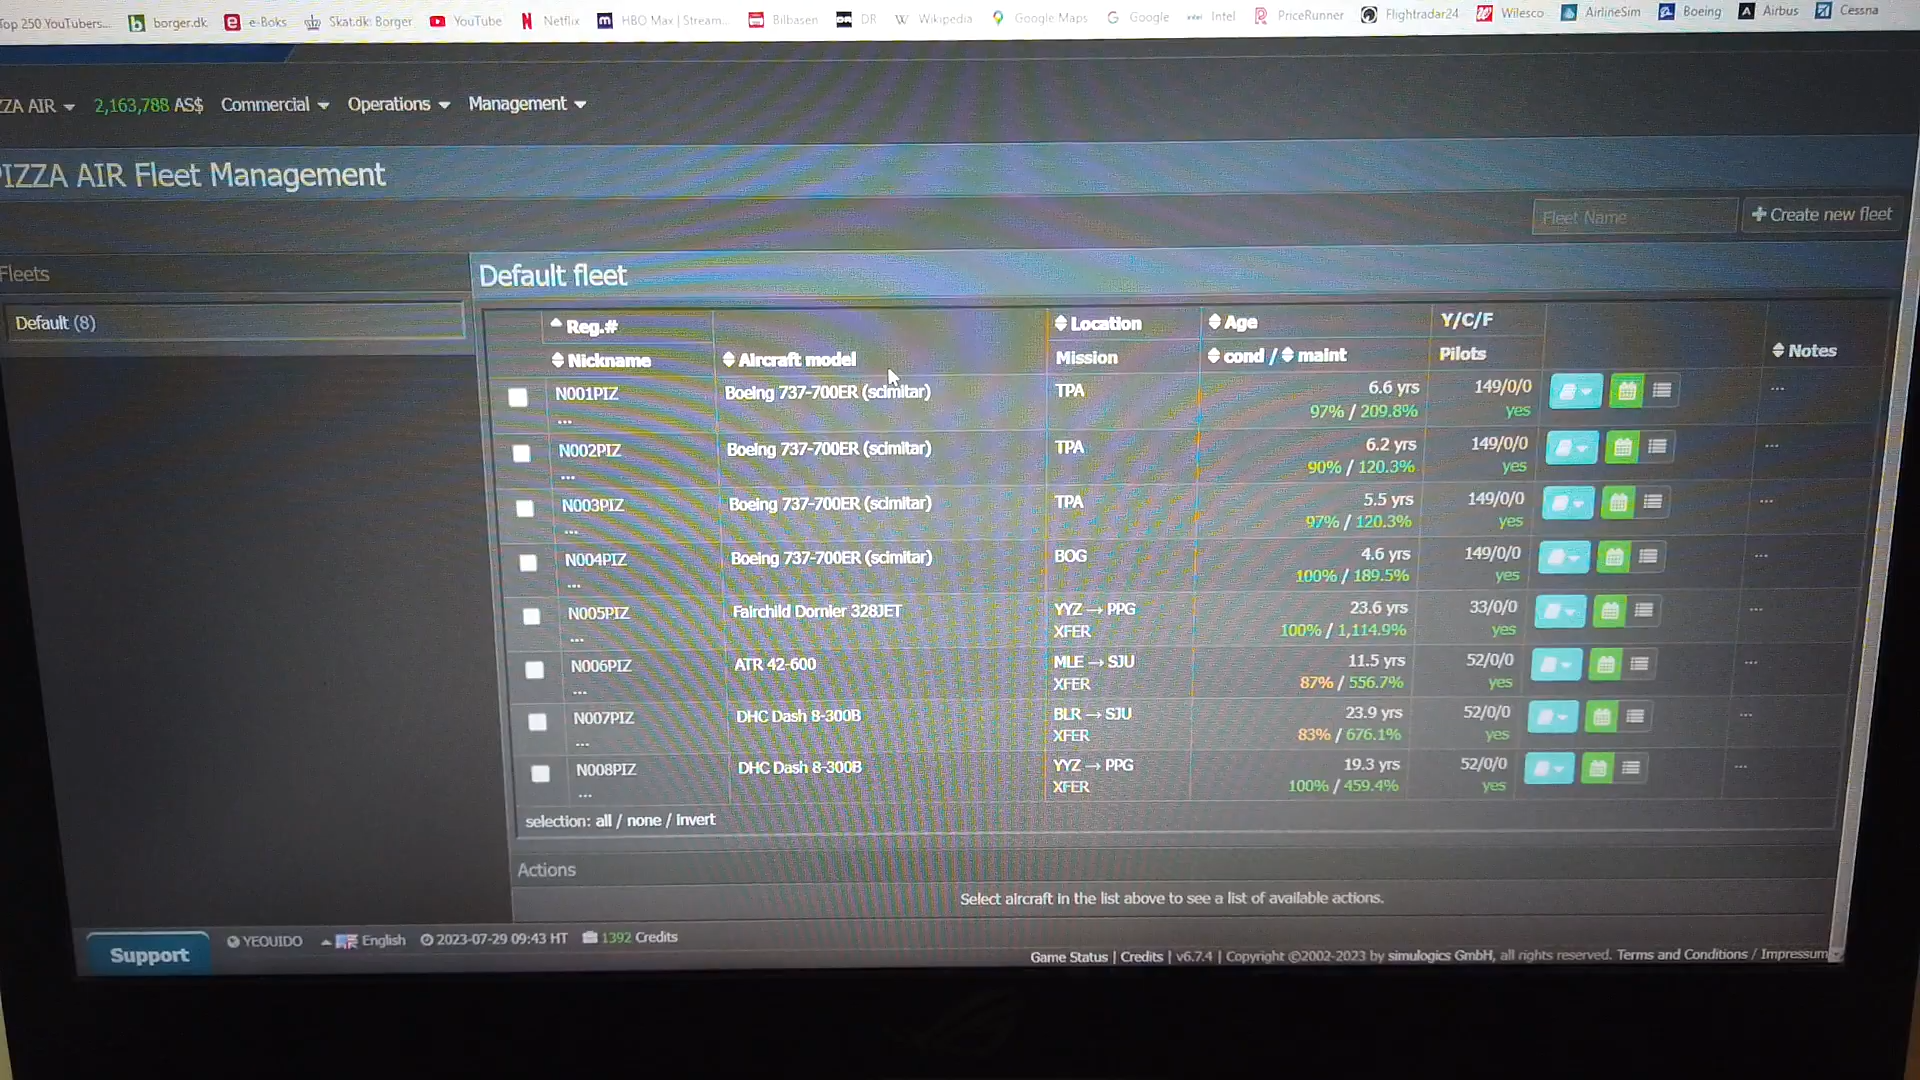 Top 250 YouTubers... borger.dk e-Boks Skat.dk: Borger YouTube Netflix HBO Max | Stream... Bilbasen DR Wikipedia Google Maps Google Intel PriceRunner Flightradar24 Wilesco AirlineSim Boeing Airbus Cessna
ZZA AIR 2,163,788 AS$ Commercial Operations Management
PIZZA AIR Fleet Management
Fleet Name + Create new fleet
Fleets
Default (8)
Default fleet
Reg.# Location Age Y/C/F
Nickname Aircraft model Mission cond / maint Pilots Notes
N001PIZ Boeing 737-700ER (scimitar) TPA 6.6 yrs 149/0/0 ...
... 97% / 209.8% yes
N002PIZ Boeing 737-700ER (scimitar) TPA 6.2 yrs 149/0/0 ...
... 90% / 120.3% yes
N003PIZ Boeing 737-700ER (scimitar) TPA 5.5 yrs 149/0/0 ...
... 97% / 120.3% yes
N004PIZ Boeing 737-700ER (scimitar) BOG 4.6 yrs 149/0/0 ...
... 100% / 189.5% yes
N005PIZ Fairchild Dornier 328JET YYZ → PPG 23.6 yrs 33/0/0 ...
... XFER 100% / 1,114.9% yes
N006PIZ ATR 42-600 MLE → SJU 11.5 yrs 52/0/0 ...
... XFER 87% / 556.7% yes
N007PIZ DHC Dash 8-300B BLR → SJU 23.9 yrs 52/0/0 ...
... XFER 83% / 676.1% yes
N008PIZ DHC Dash 8-300B YYZ → PPG 19.3 yrs 52/0/0 ...
... XFER 100% / 459.4% yes
selection: all / none / invert
Actions
Select aircraft in the list above to see a list of available actions.
Support YEOUIDO English 2023-07-29 09:43 HT 1392 Credits
Game Status | Credits | v6.7.4 | Copyright ©2002-2023 by simulogics GmbH, all rights reserved. Terms and Conditions / Impressum